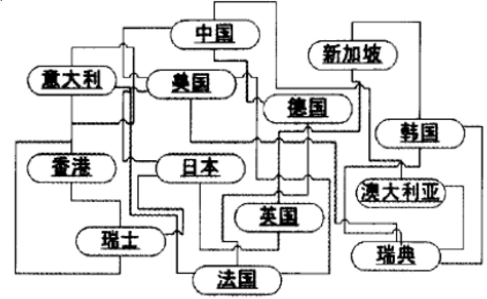 中国
新加坡
意大利
美国
德国
韩国
香港
日本
澳大利亚
英国
瑞士
瑞典
法国